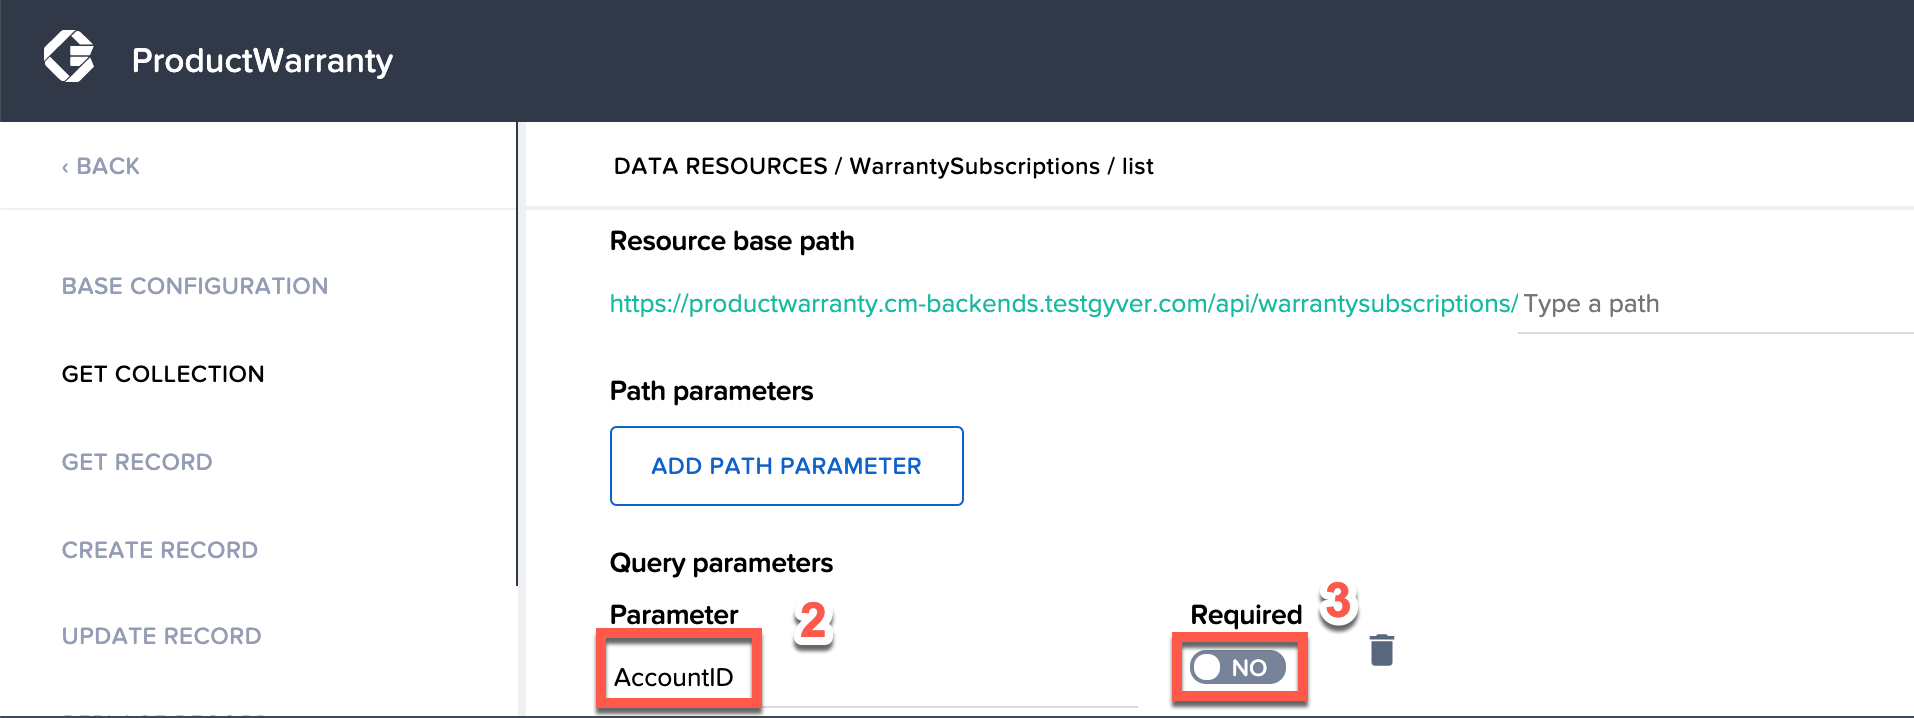 ProductWarranty
‹ BACK
DATA RESOURCES / WarrantySubscriptions / list
BASE CONFIGURATION
GET COLLECTION
GET RECORD
CREATE RECORD
UPDATE RECORD
Resource base path
https://productwarranty.cm-backends.testgyver.com/api/warrantysubscriptions/ Type a path
Path parameters
ADD PATH PARAMETER
Query parameters
Parameter 2 Required 3
AccountID NO